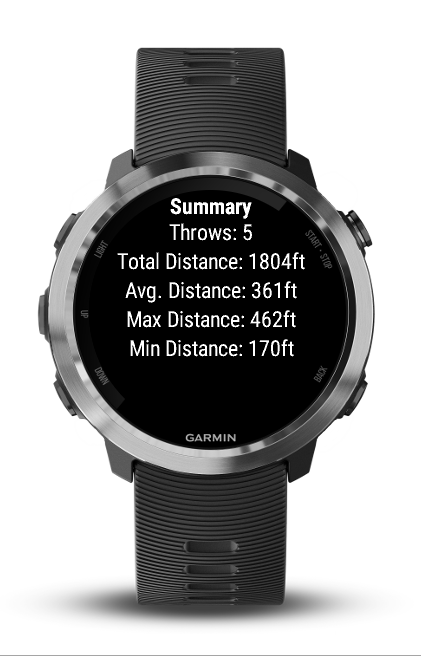 Summary
Throws: 5
START • STOP
LIGHT
Total Distance: 1804ft
Avg. Distance: 361ft
UP
Max Distance: 462ft
Min Distance: 170ft
DOWN
BACK
GARMIN